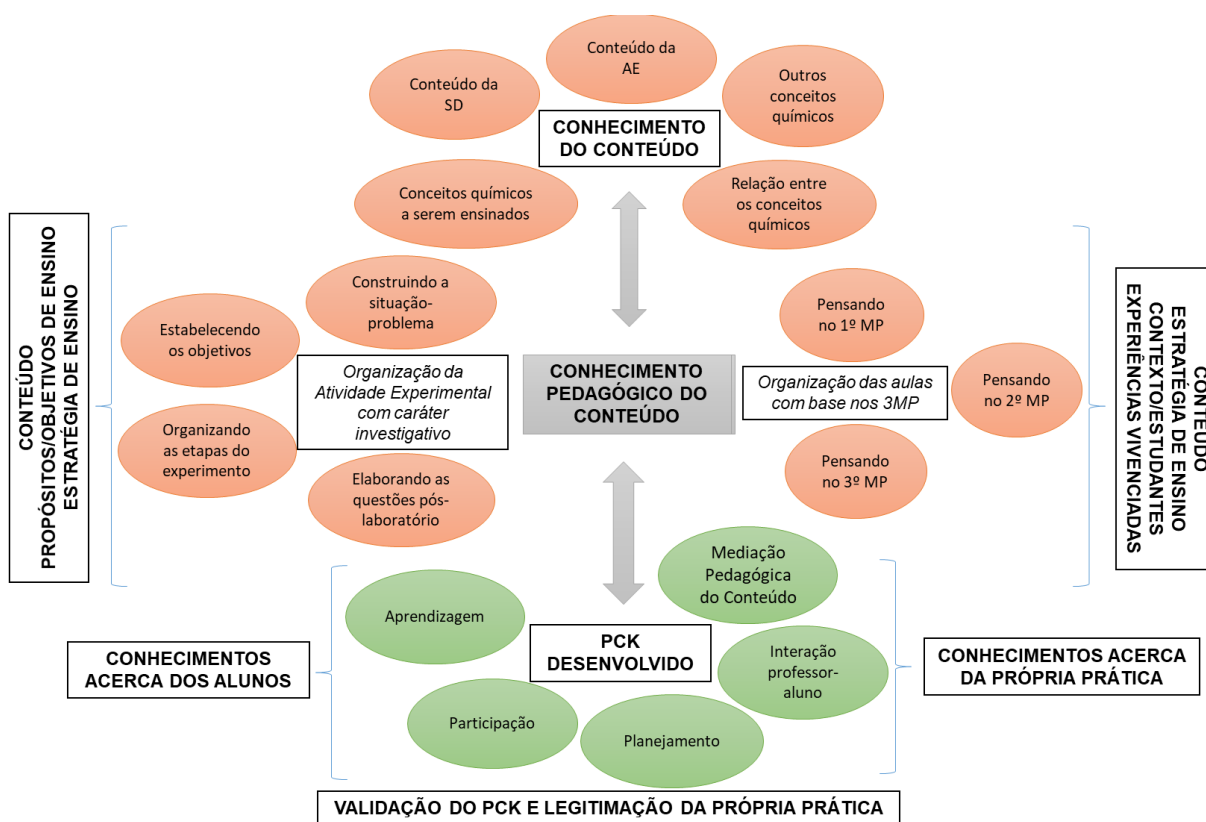 Conteúdo da
AE
Conteúdo da
SD
Outros
conceitos
químicos
CONHECIMENTO
DO CONTEÚDO
Conceitos químicos
a serem ensinados
Relação entre
os conceitos
químicos
CONTEÚDO
PROPÓSITOS/OBJETIVOS DE ENSINO
ESTRATÉGIA DE ENSINO
Construindo a
situação-
problema
Estabelecendo
os objetivos
Organização da
Atividade Experimental
com caráter
investigativo
Organizando
as etapas do
experimento
Elaborando as
questões pós-
laboratório
CONHECIMENTO
PEDAGÓGICO DO
CONTEÚDO
Pensando
no 1º MP
Organização das aulas
com base nos 3MP
Pensando
no 2º MP
Pensando
no 3º MP
CONTEÚDO
ESTRATÉGIA DE ENSINO
CONTEXTO/ESTUDANTES
EXPERIÊNCIAS VIVENCIADAS
Mediação
Pedagógica
do Conteúdo
Aprendizagem
PCK
DESENVOLVIDO
Interação
professor-
aluno
CONHECIMENTOS
ACERCA DOS ALUNOS
CONHECIMENTOS ACERCA
DA PRÓPRIA PRÁTICA
Participação
Planejamento
VALIDAÇÃO DO PCK E LEGITIMAÇÃO DA PRÓPRIA PRÁTICA